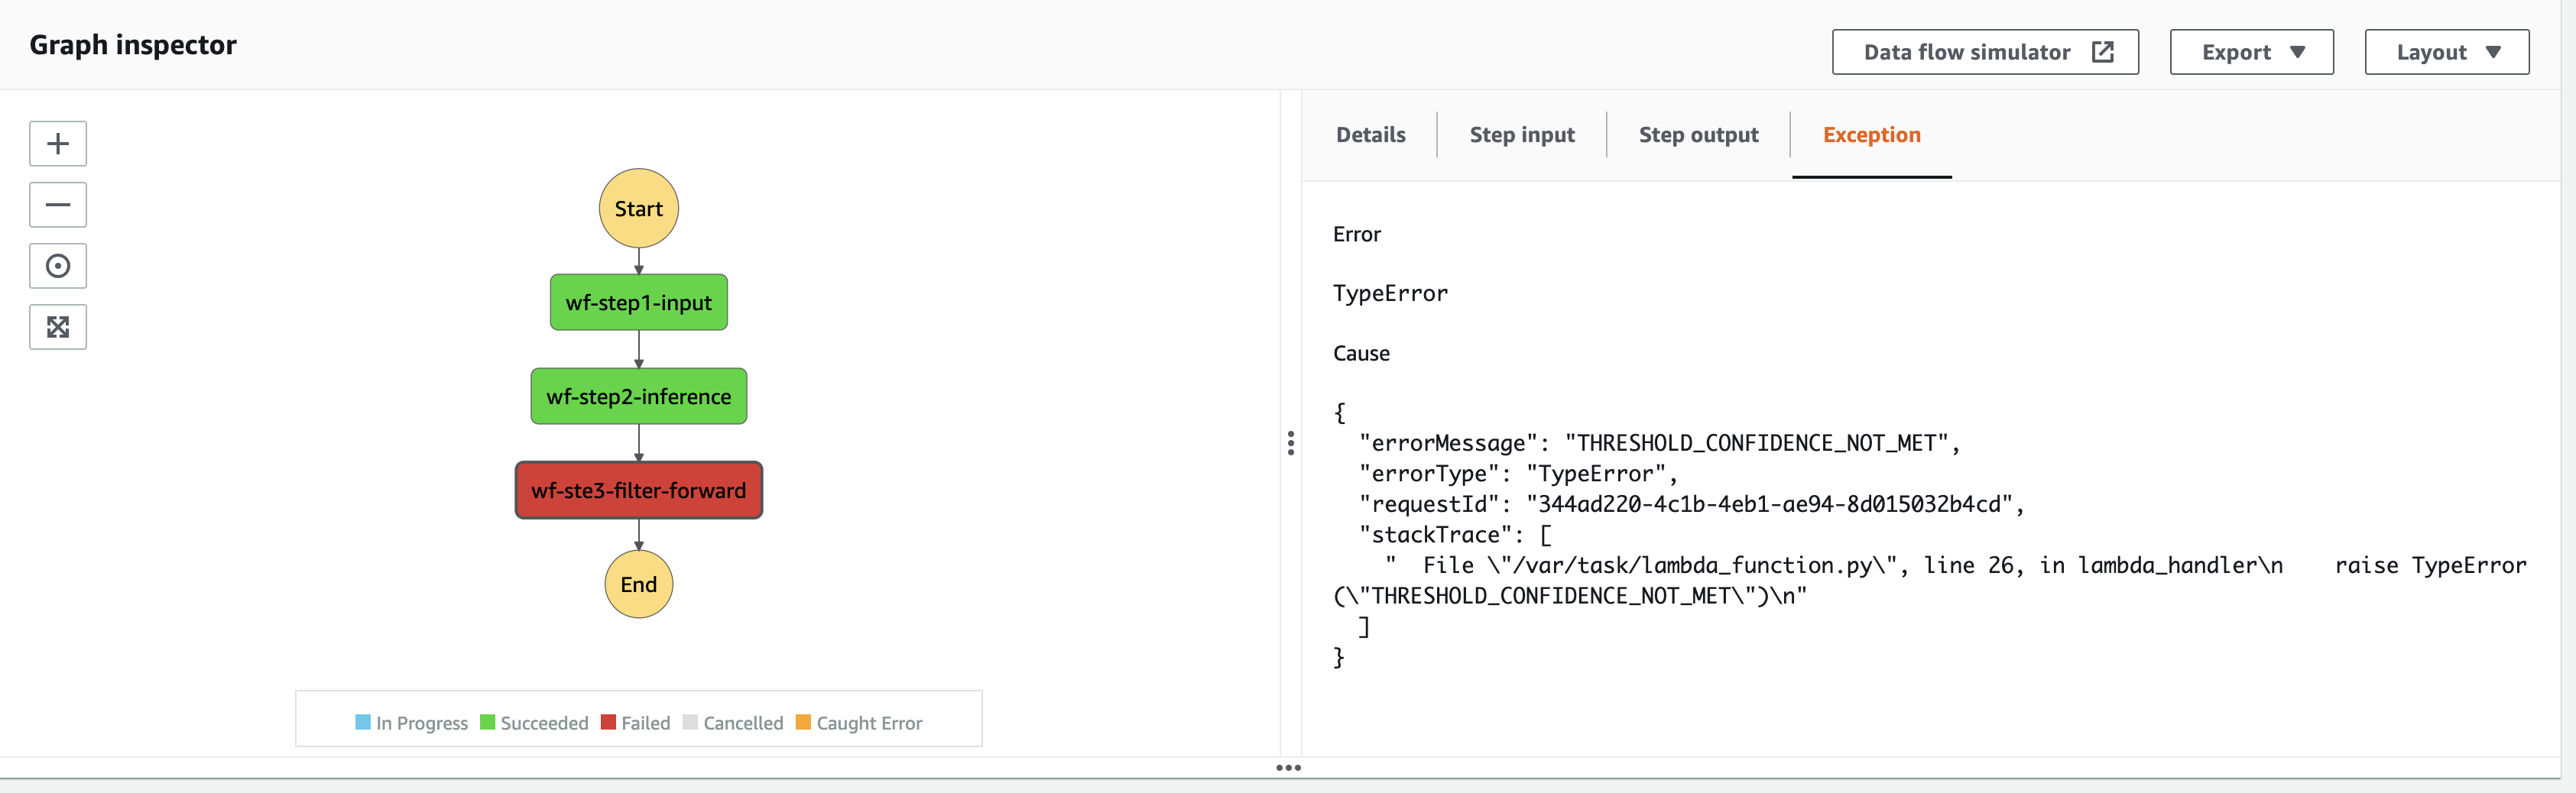 Graph inspector
Data flow simulator
Export
Layout
Start
wf-step1-input
wf-step2-inference
wf-ste3-filter-forward
End
In Progress
Succeeded
Failed
Cancelled
Caught Error
Details
Step input
Step output
Exception
Error
TypeError
Cause
{
"errorMessage": "THRESHOLD_CONFIDENCE_NOT_MET",
"errorType": "TypeError",
"requestId": "344ad220-4c1b-4eb1-ae94-8d015032b4cd",
"stackTrace": [
"  File \"/var/task/lambda_function.py\", line 26, in lambda_handler\n    raise TypeError
(\"THRESHOLD_CONFIDENCE_NOT_MET\")\n"
]
}